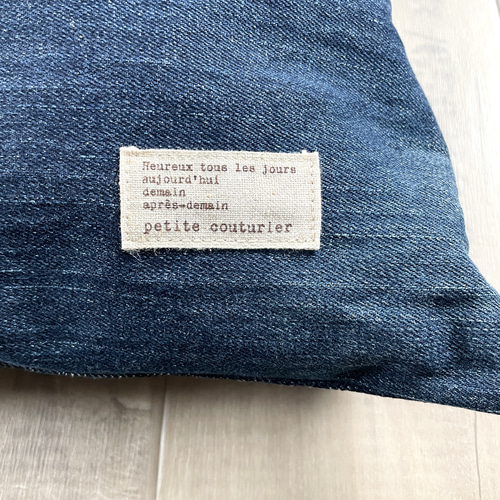 Heureux tous les jours
aujourd'hui
demain
après-demain
petite couturier